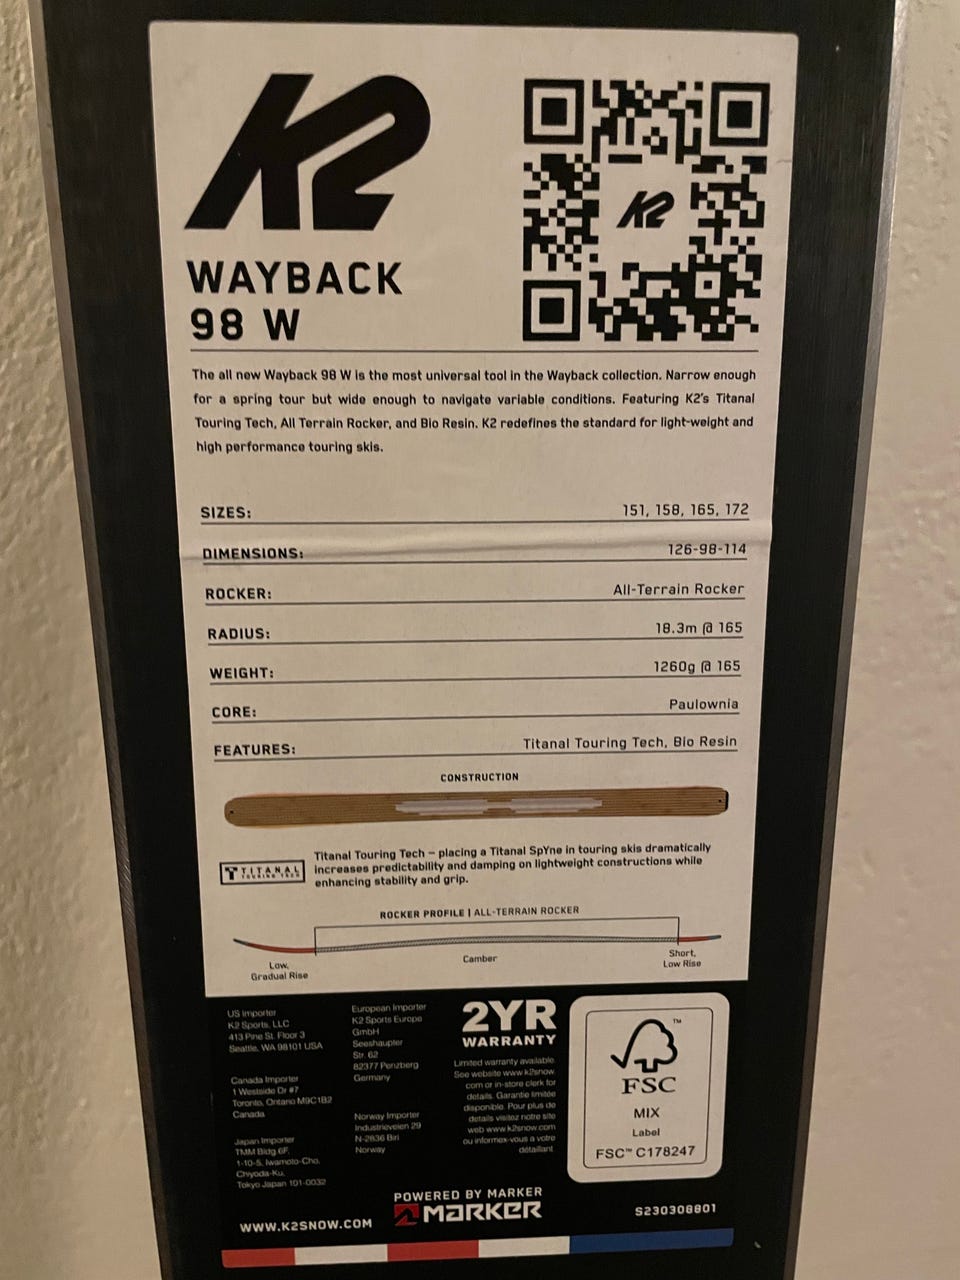 K2
K2
WAYBACK
98 W
The all new Wayback 98 W is the most universal tool in the Wayback collection. Narrow enough
for a spring tour but wide enough to navigate variable conditions. Featuring K2's Titanal
Touring Tech, All Terrain Rocker, and Bio Resin. K2 redefines the standard for light-weight and
high performance touring skis.
SIZES: 151, 158, 165, 172
DIMENSIONS: 126-98-114
ROCKER: All-Terrain Rocker
RADIUS: 18.3m @ 165
WEIGHT: 1260g @ 165
CORE: Paulownia
FEATURES: Titanal Touring Tech, Bio Resin
CONSTRUCTION
TITANAL
TOURING TECH
Titanal Touring Tech – placing a Titanal SpYne in touring skis dramatically
increases predictability and damping on lightweight constructions while
enhancing stability and grip.
ROCKER PROFILE | ALL-TERRAIN ROCKER
Low,
Gradual Rise
Camber
Short,
Low Rise
US Importer
K2 Sports, LLC
413 Pine St. Floor 3
Seattle, WA 98101 USA
Canada Importer
1 Westside Dr #7
Toronto, Ontario M9C1B2
Canada
Japan Importer
TMM Bldg 6F,
1-10-5, Iwamoto-Cho,
Chiyoda-Ku,
Tokyo Japan 101-0032
European Importer
K2 Sports Europe
GmbH
Seeshaupter
Str. 62
82377 Penzberg
Germany
Norway Importer
Industrieveien 29
N-2836 Biri
Norway
2YR
WARRANTY
Limited warranty available.
See website www.k2snow.
com or in-store clerk for
details. Garantie limitée
disponible. Pour plus de
détails visitez notre site
web www.k2snow.com
ou informez-vous a votre
détaillant
TM
FSC
MIX
Label
FSC™ C178247
POWERED BY MARKER
MARKER
WWW.K2SNOW.COM
S230308801